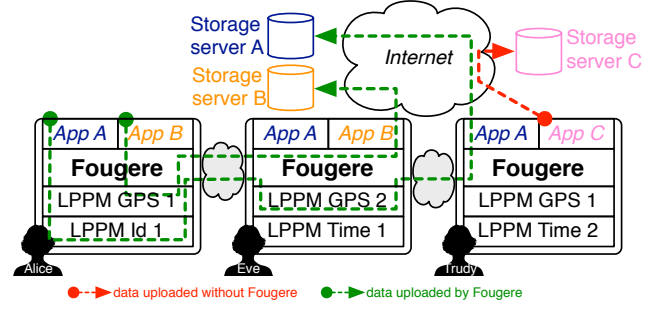 Storage
server A
Internet
Storage
server C
Storage
server B
App A
App B
App A
App B
App A
App C
Fougere
Fougere
Fougere
LPPM GPS 1
LPPM GPS 2
LPPM GPS 1
LPPM Id 1
LPPM Time 1
LPPM Time 2
Alice
Eve
Trudy
data uploaded without Fougere
data uploaded by Fougere